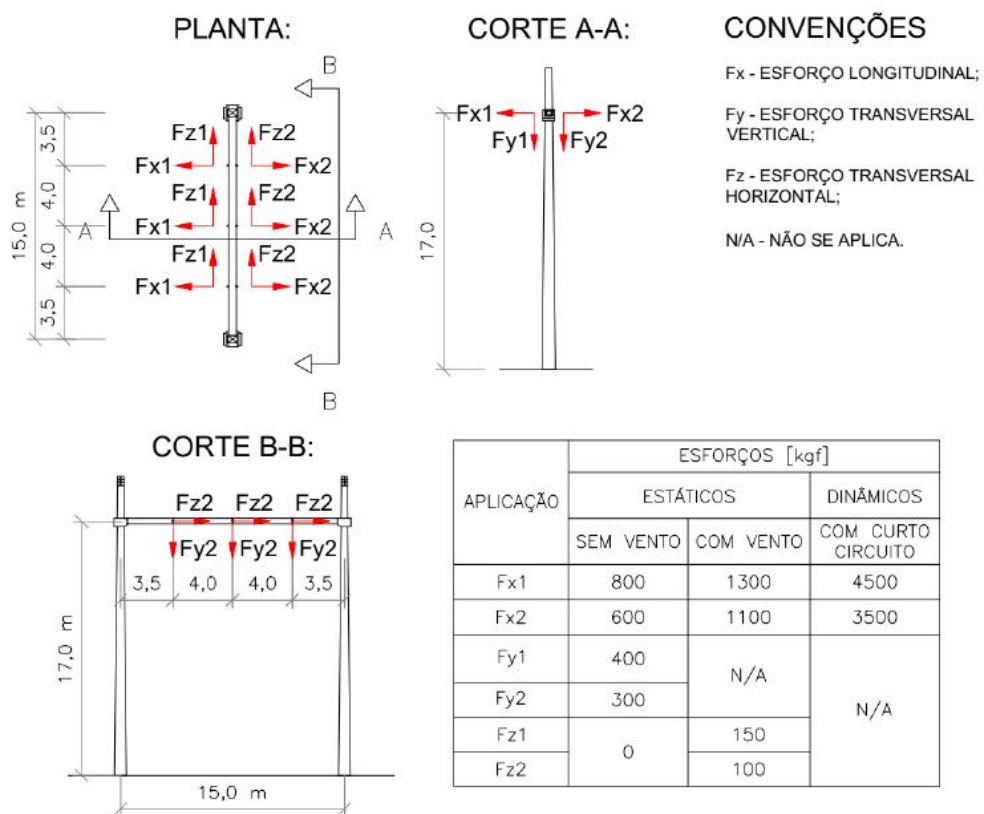 PLANTA:
B
Fz1 Fz2
Fx1 Fx2
Fz1 Fz2
A A
Fx1 Fx2
Fz1 Fz2
Fx1 Fx2
15,0 m
3,5
4,0
4,0
3,5
B
CORTE A-A:
Fx1 Fx2
Fy1 Fy2
17,0
CONVENÇÕES
Fx - ESFORÇO LONGITUDINAL;
Fy - ESFORÇO TRANSVERSAL
VERTICAL;
Fz - ESFORÇO TRANSVERSAL
HORIZONTAL;
N/A - NÃO SE APLICA.
CORTE B-B:
Fz2 Fz2 Fz2
Fy2 Fy2 Fy2
3,5 4,0 4,0 3,5
17,0 m
15,0 m
APLICAÇÃO
ESFORÇOS [kgf]
ESTÁTICOS DINÂMICOS
SEM VENTO COM VENTO COM CURTO
CIRCUITO
Fx1 800 1300 4500
Fx2 600 1100 3500
Fy1 400 N/A N/A
Fy2 300
Fz1 0 150
Fz2 100